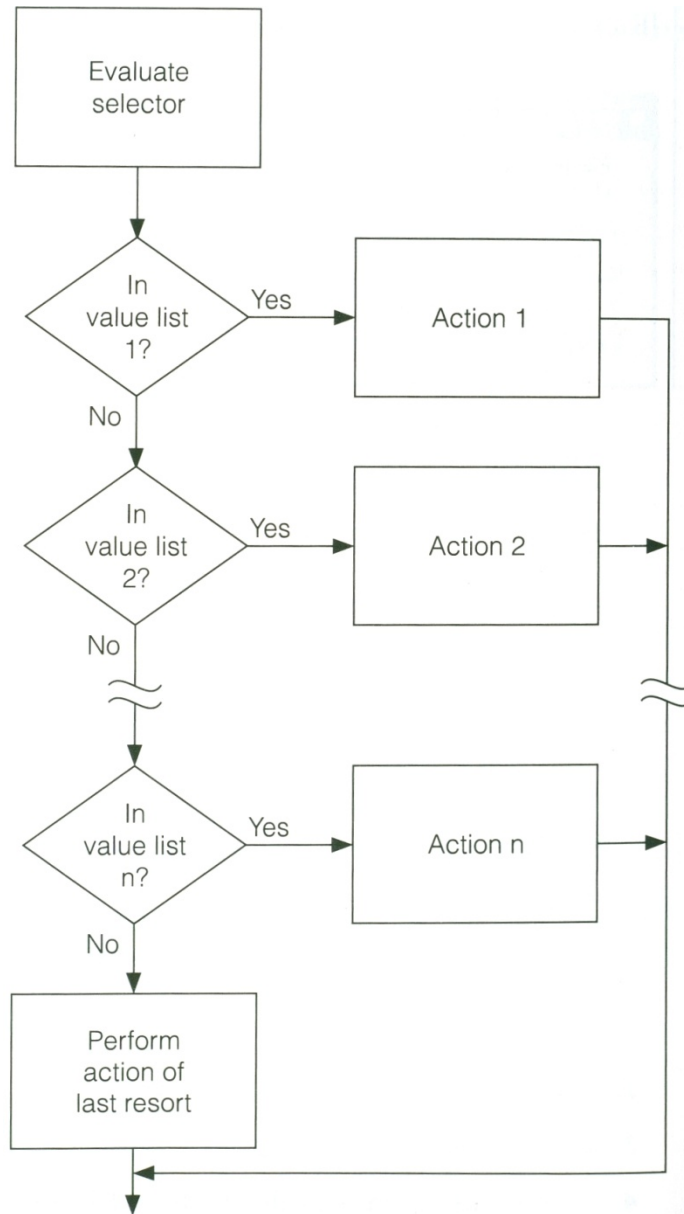 Evaluate
selector
In
value list
1?
Yes
Action 1
No
In
value list
2?
Yes
Action 2
No
In
value list
n?
Yes
Action n
No
Perform
action of
last resort